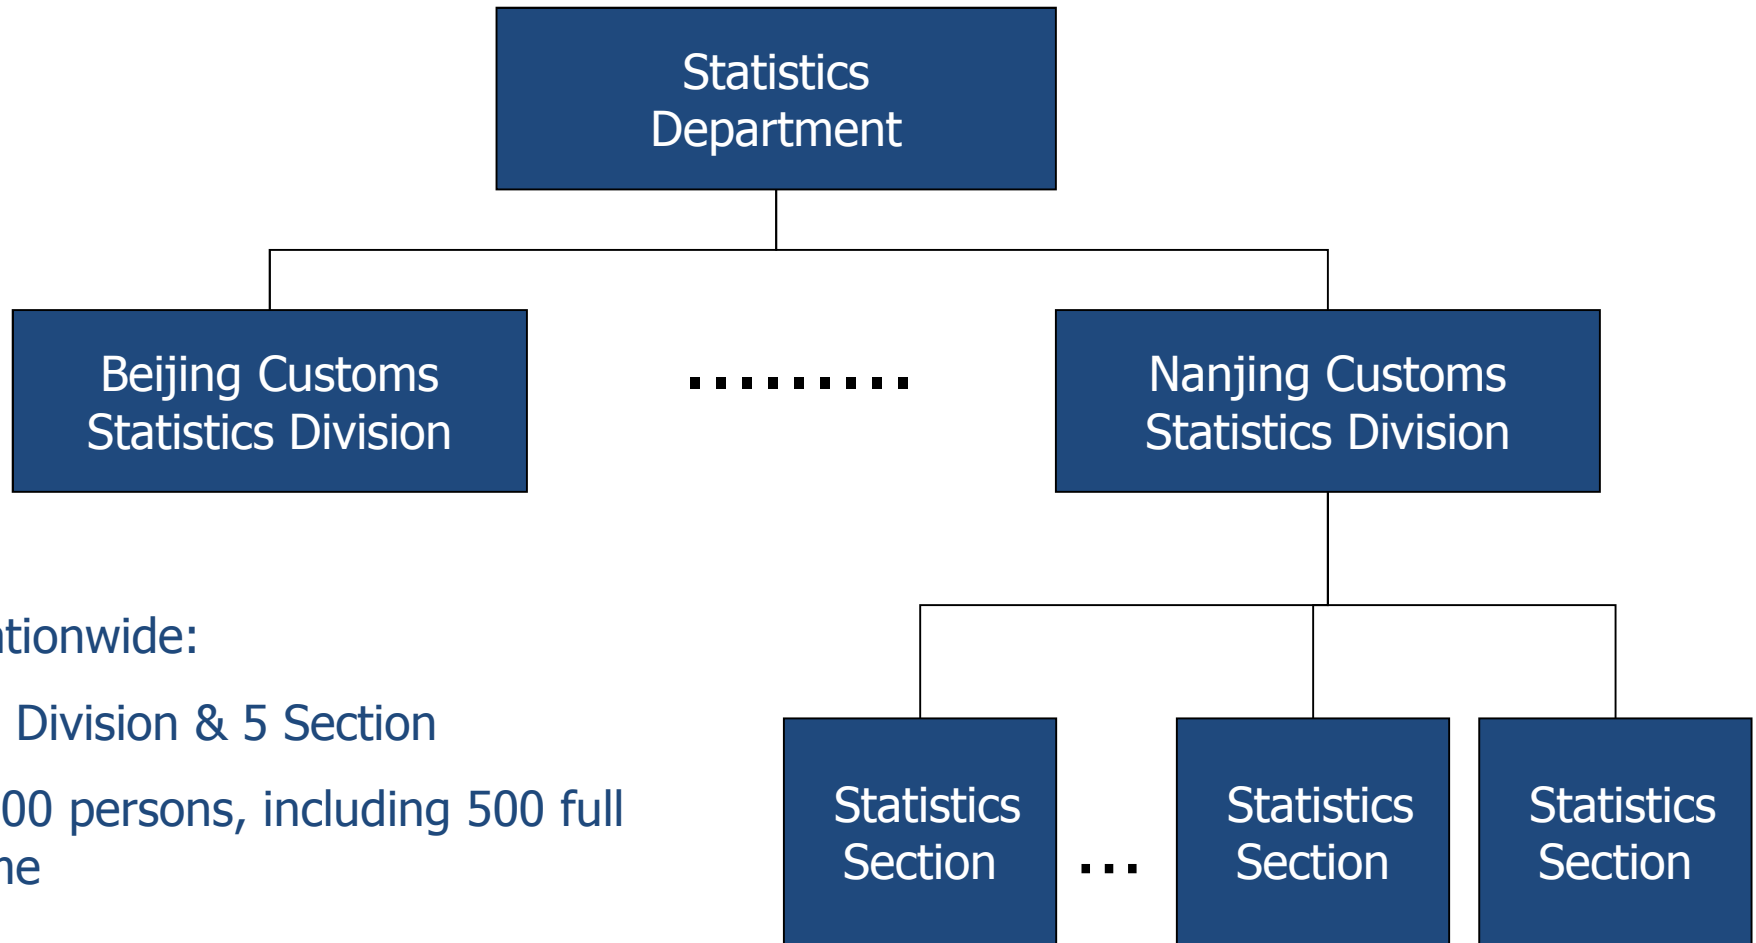 Statistics
Department
Beijing Customs
Statistics Division
.........
Nanjing Customs
Statistics Division
tionwide:
Division & 5 Section
00 persons, including 500 full
ne
Statistics
Section
...
Statistics
Section
Statistics
Section